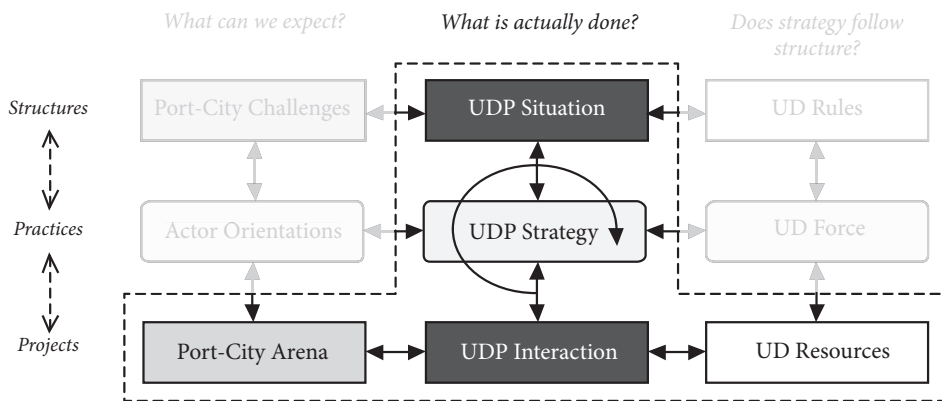 What can we expect?
What is actually done?
Does strategy follow
structure?
Structures
Port-City Challenges
UDP Situation
UD Rules
Practices
Actor Orientations
UDP Strategy
UD Force
Projects
Port-City Arena
UDP Interaction
UD Resources